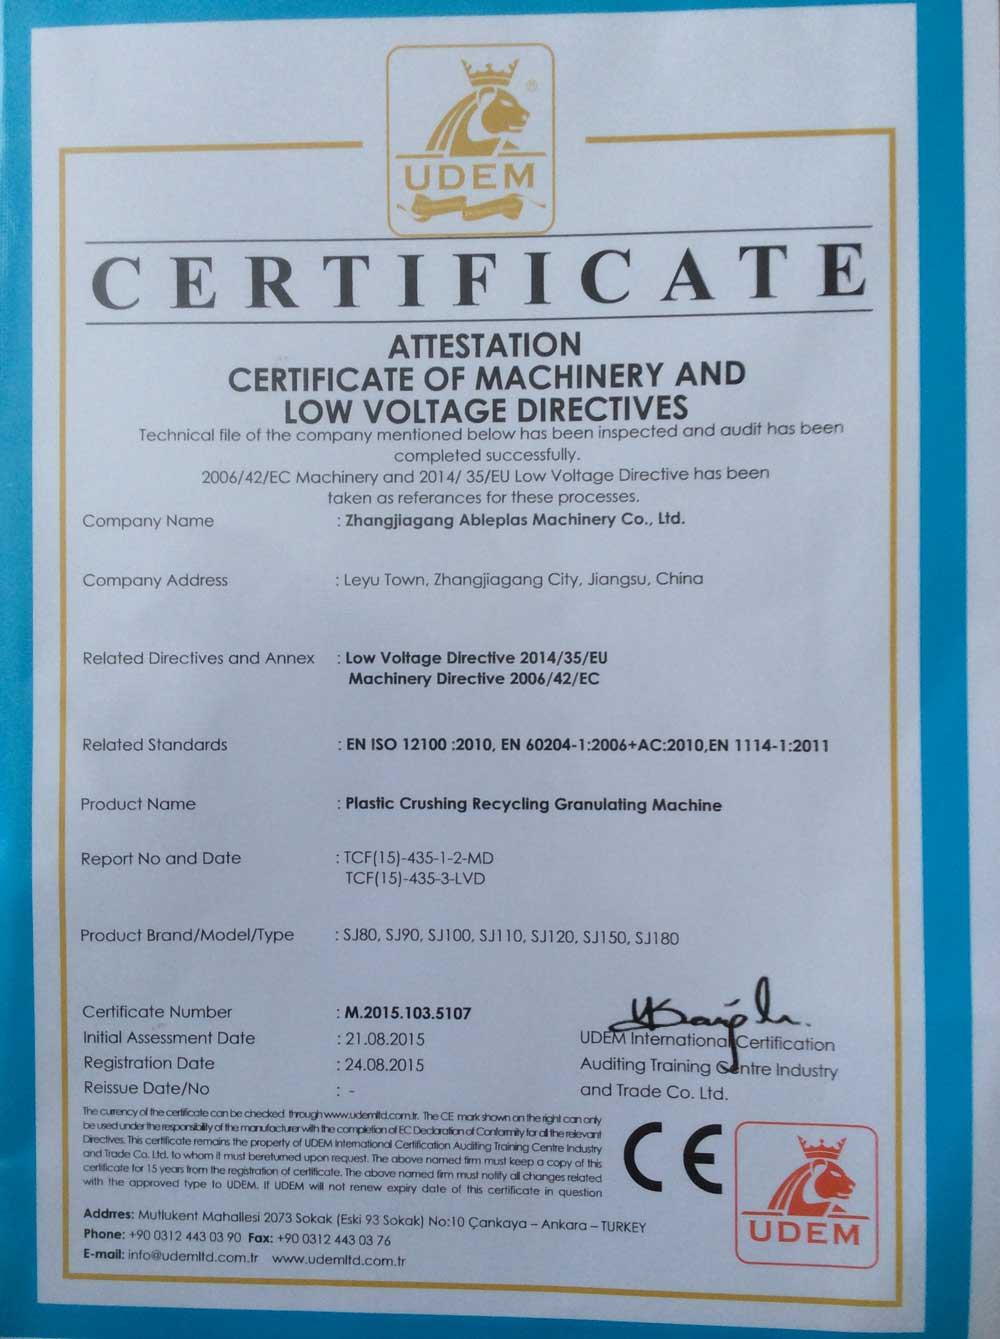 UDEM
CERTIFICATE
ATTESTATION
CERTIFICATE OF MACHINERY AND
LOW VOLTAGE DIRECTIVES
Technical file of the company mentioned below has been inspected and audit has been
completed successfully.
2006/42/EC Machinery and 2014/ 35/EU Low Voltage Directive has been
taken as referances for these processes.
Company Name : Zhangjiagang Ableplas Machinery Co., Ltd.
Company Address : Leyu Town, Zhangjiagang City, Jiangsu, China
Related Directives and Annex : Low Voltage Directive 2014/35/EU
Machinery Directive 2006/42/EC
Related Standards : EN ISO 12100 :2010, EN 60204-1:2006+AC:2010,EN 1114-1:2011
Product Name : Plastic Crushing Recycling Granulating Machine
Report No and Date : TCF(15)-435-1-2-MD
TCF(15)-435-3-LVD
Product Brand/Model/Type : SJ80, SJ90, SJ100, SJ110, SJ120, SJ150, SJ180
Certificate Number : M.2015.103.5107
Initial Assessment Date : 21.08.2015
Registration Date : 24.08.2015
Reissue Date/No : -
UDEM International Certification
Auditing Training Centre Industry
and Trade Co. Ltd.
The currency of the certificate can be checked through www.udemltd.com.tr. The CE mark shown on the right can only
be used under the responsibility of the manufacturer with the completion of EC Declaration of Conformity for all the relevant
Directives. This certificate remains the property of UDEM International Certification Auditing Training Centre Industry
and Trade Co. Ltd. to whom it must bereturned upon request. The above named firm must keep a copy of this
certificate for 15 years from the registration of certificate. The above named firm must notify all changes related
with the approved type to UDEM. If UDEM will not renew expiry date of this certificate in question
CE
UDEM
Addrres: Mutlukent Mahallesi 2073 Sokak (Eski 93 Sokak) No:10 Çankaya – Ankara – TURKEY
Phone: +90 0312 443 03 90 Fax: +90 0312 443 03 76
E-mail: info@udemltd.com.tr www.udemltd.com.tr